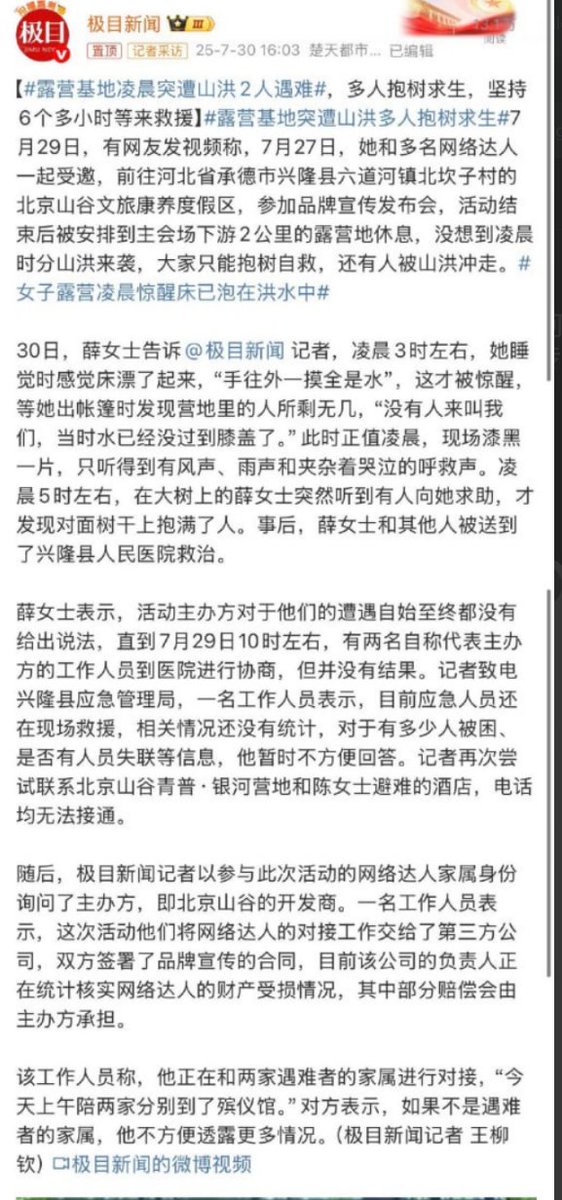 极目
JIMU NEWS
极目新闻 III
置顶 记者采访 25-7-30 16:03 楚天都市... 已编辑
阅读
【#露营基地凌晨突遭山洪2人遇难#，多人抱树求生，坚持
6个多小时等来救援】#露营基地突遭山洪多人抱树求生#7
月29日，有网友发视频称，7月27日，她和多名网络达人
一起受邀，前往河北省承德市兴隆县六道河镇北坎子村的
北京山谷文旅康养度假区，参加品牌宣传发布会，活动结
束后被安排到主会场下游2公里的露营地休息，没想到凌晨
时分山洪来袭，大家只能抱树自救，还有人被山洪冲走。#
女子露营凌晨惊醒床已泡在洪水中#
30日，薛女士告诉@极目新闻 记者，凌晨3时左右，她睡
觉时感觉床漂了起来，“手往外一摸全是水”，这才被惊醒，
等她出帐篷时发现营地里的人所剩无几，“没有人来叫我
们，当时水已经没过到膝盖了。”此时正值凌晨，现场漆黑
一片，只听得到有风声、雨声和夹杂着哭泣的呼救声。凌
晨5时左右，在大树上的薛女士突然听到有人向她求助，才
发现对面树干上抱满了人。事后，薛女士和其他人被送到
了兴隆县人民医院救治。
薛女士表示，活动主办方对于他们的遭遇自始至终都没有
给出说法，直到7月29日10时左右，有两名自称代表主办
方的工作人员到医院进行协商，但并没有结果。记者致电
兴隆县应急管理局，一名工作人员表示，目前应急人员还
在现场救援，相关情况还没有统计，对于有多少人被困、
是否有人员失联等信息，他暂时不方便回答。记者再次尝
试联系北京山谷青普·银河营地和陈女士避难的酒店，电话
均无法接通。
随后，极目新闻记者以参与此次活动的网络达人家属身份
询问了主办方，即北京山谷的开发商。一名工作人员表
示，这次活动他们将网络达人的对接工作交给了第三方公
司，双方签署了品牌宣传的合同，目前该公司的负责人正
在统计核实网络达人的财产受损情况，其中部分赔偿会由
主办方承担。
该工作人员称，他正在和两家遇难者的家属进行对接，“今
天上午陪两家分别到了殡仪馆。”对方表示，如果不是遇难
者的家属，他不方便透露更多情况。（极目新闻记者 王柳
钦）极目新闻的微博视频